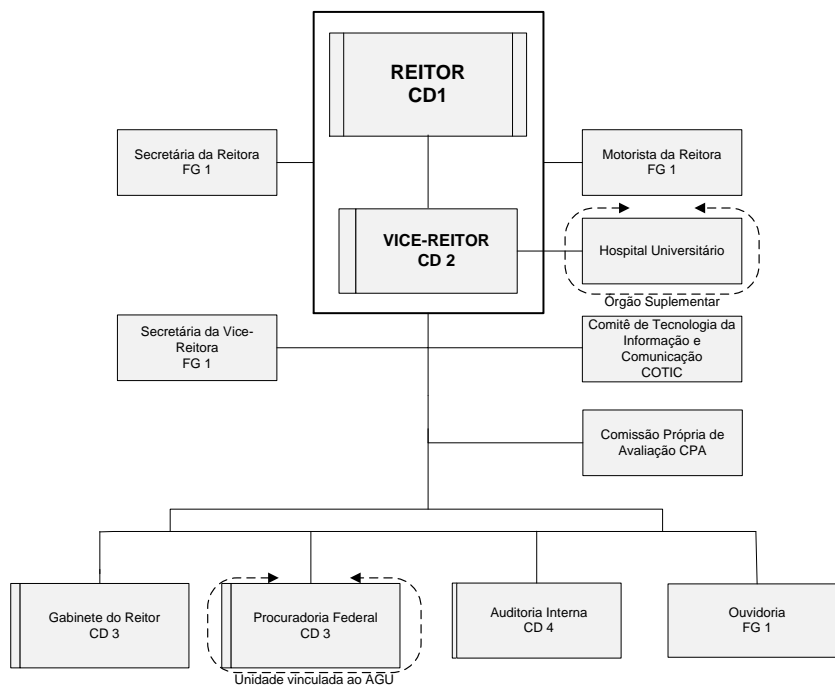 REITOR
CD1
Secretária da Reitora
FG 1
Motorista da Reitora
FG 1
VICE-REITOR
CD 2
Hospital Universitário
Órgão Suplementar
Secretária da Vice-
Reitora
FG 1
Comitê de Tecnologia da
Informação e
Comunicação
COTIC
Comissão Própria de
Avaliação CPA
Gabinete do Reitor
CD 3
Procuradoria Federal
CD 3
Auditoria Interna
CD 4
Ouvidoria
FG 1
Unidade vinculada ao AGU